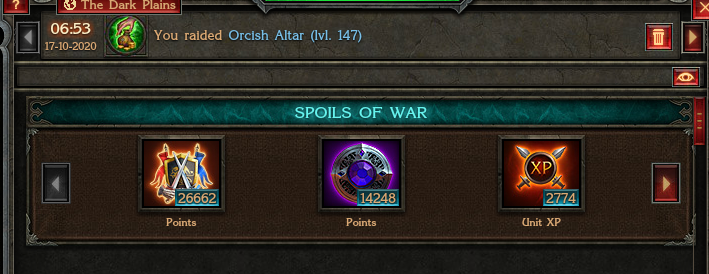 ?
The Dark Plains
06:53
17-10-2020
You raided Orcish Altar (lvl. 147)
SPOILS OF WAR
26662
14248
XP
2774
Points
Points
Unit XP